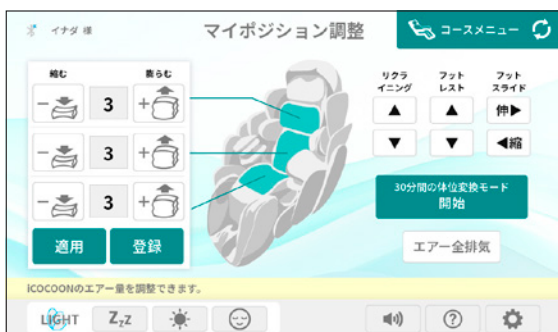 イナダ 様
マイポジション調整
コースメニュー
縮む
膨らむ
− 3 +
− 3 +
− 3 +
適用
登録
リクラ
イニング
フット
レスト
フット
スライド
▲ ▲ 伸▶
▼ ▼ ◀縮
30分間の体位変換モード
開始
エアー全排気
iCOCOONのエアー量を調整できます。
LIGHT
ZzZ
?